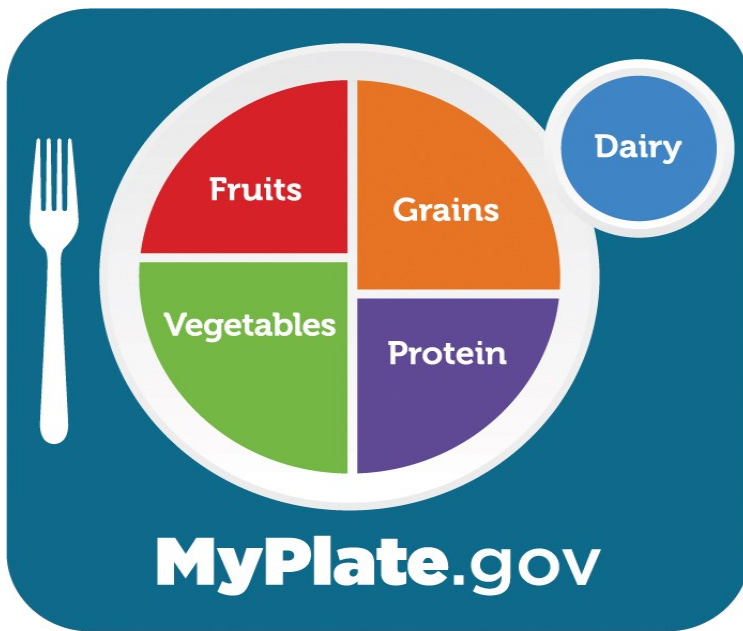 Dairy
Fruits
Grains
Vegetables
Protein
MyPlate.gov